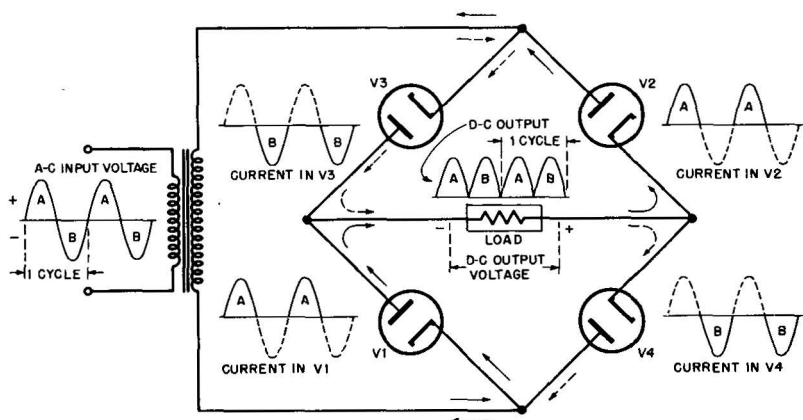 V3
V2
D-C OUTPUT
1 CYCLE
A
A
B
B
CURRENT IN V3
A B A B
A
A
B
B
CURRENT IN V2
A-C INPUT VOLTAGE
+
A
A
-
B
B
1 CYCLE
-
LOAD
+
D-C OUTPUT
VOLTAGE
A
A
CURRENT IN V1
V1
V4
B
B
CURRENT IN V4